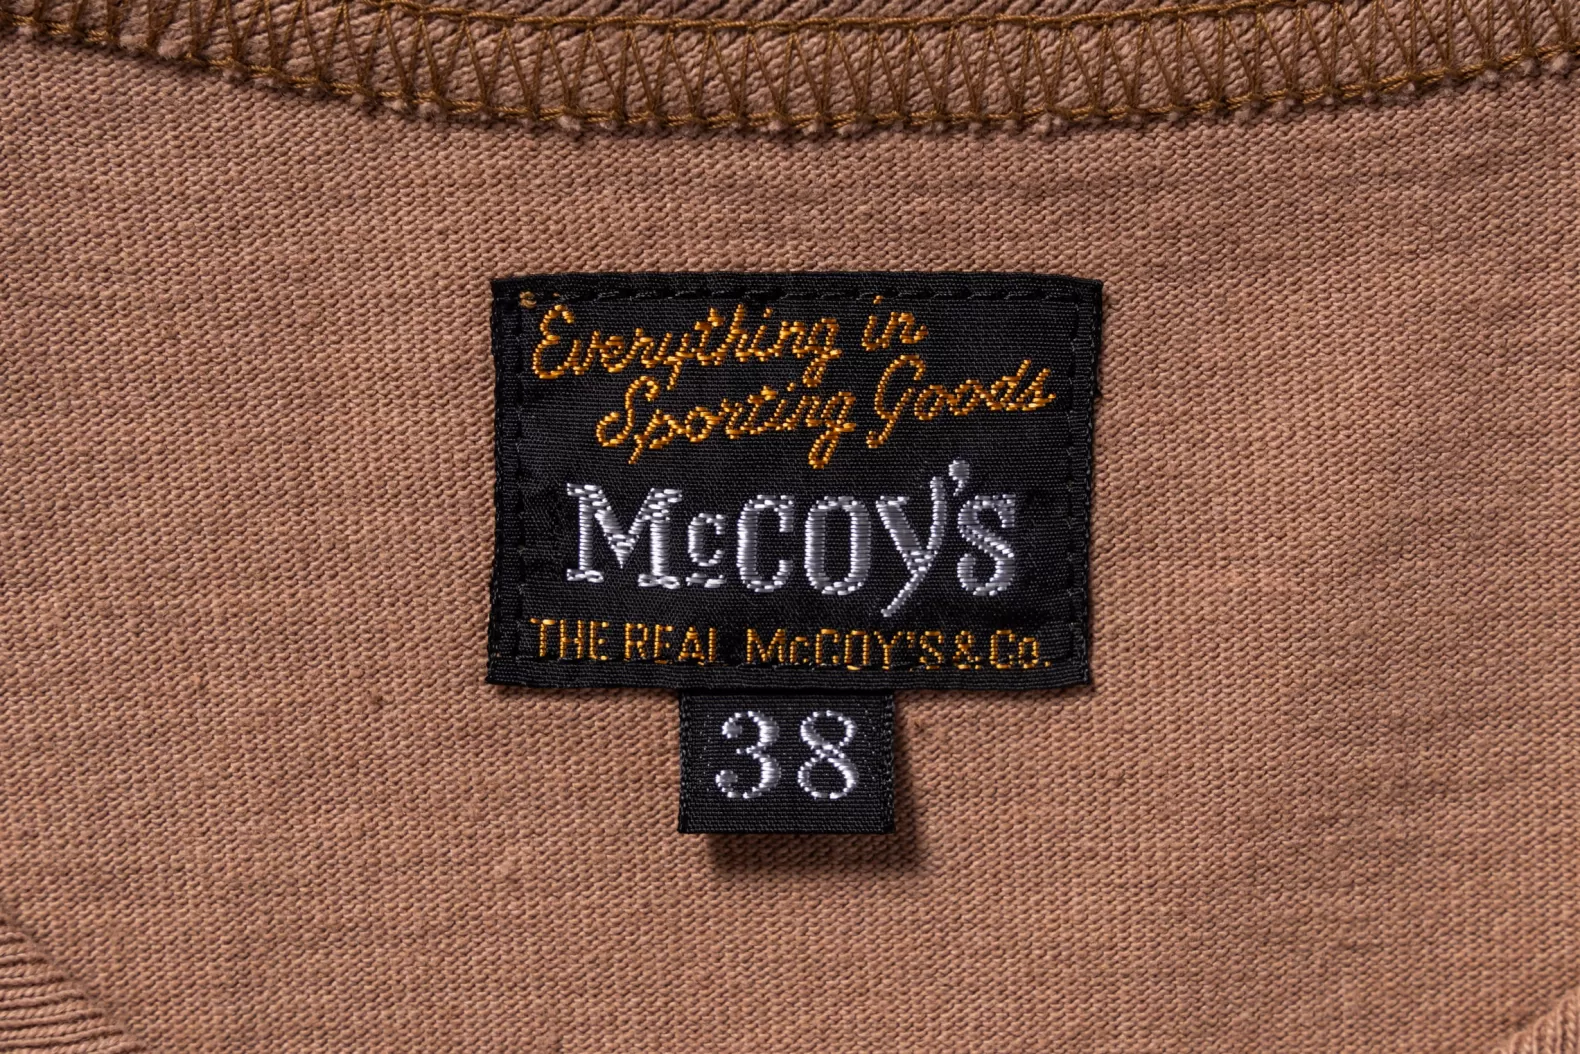 Everything in
Sporting Goods
McCoy's
THE REAL McCOY'S & Co.
38